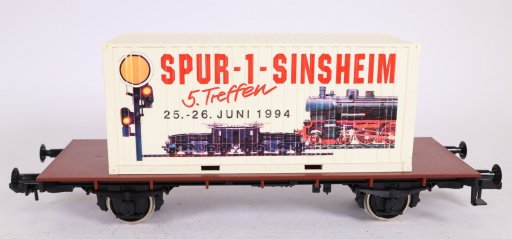 SPUR-1-SINSHEIM
5. Treffen
25.-26. JUNI 1994